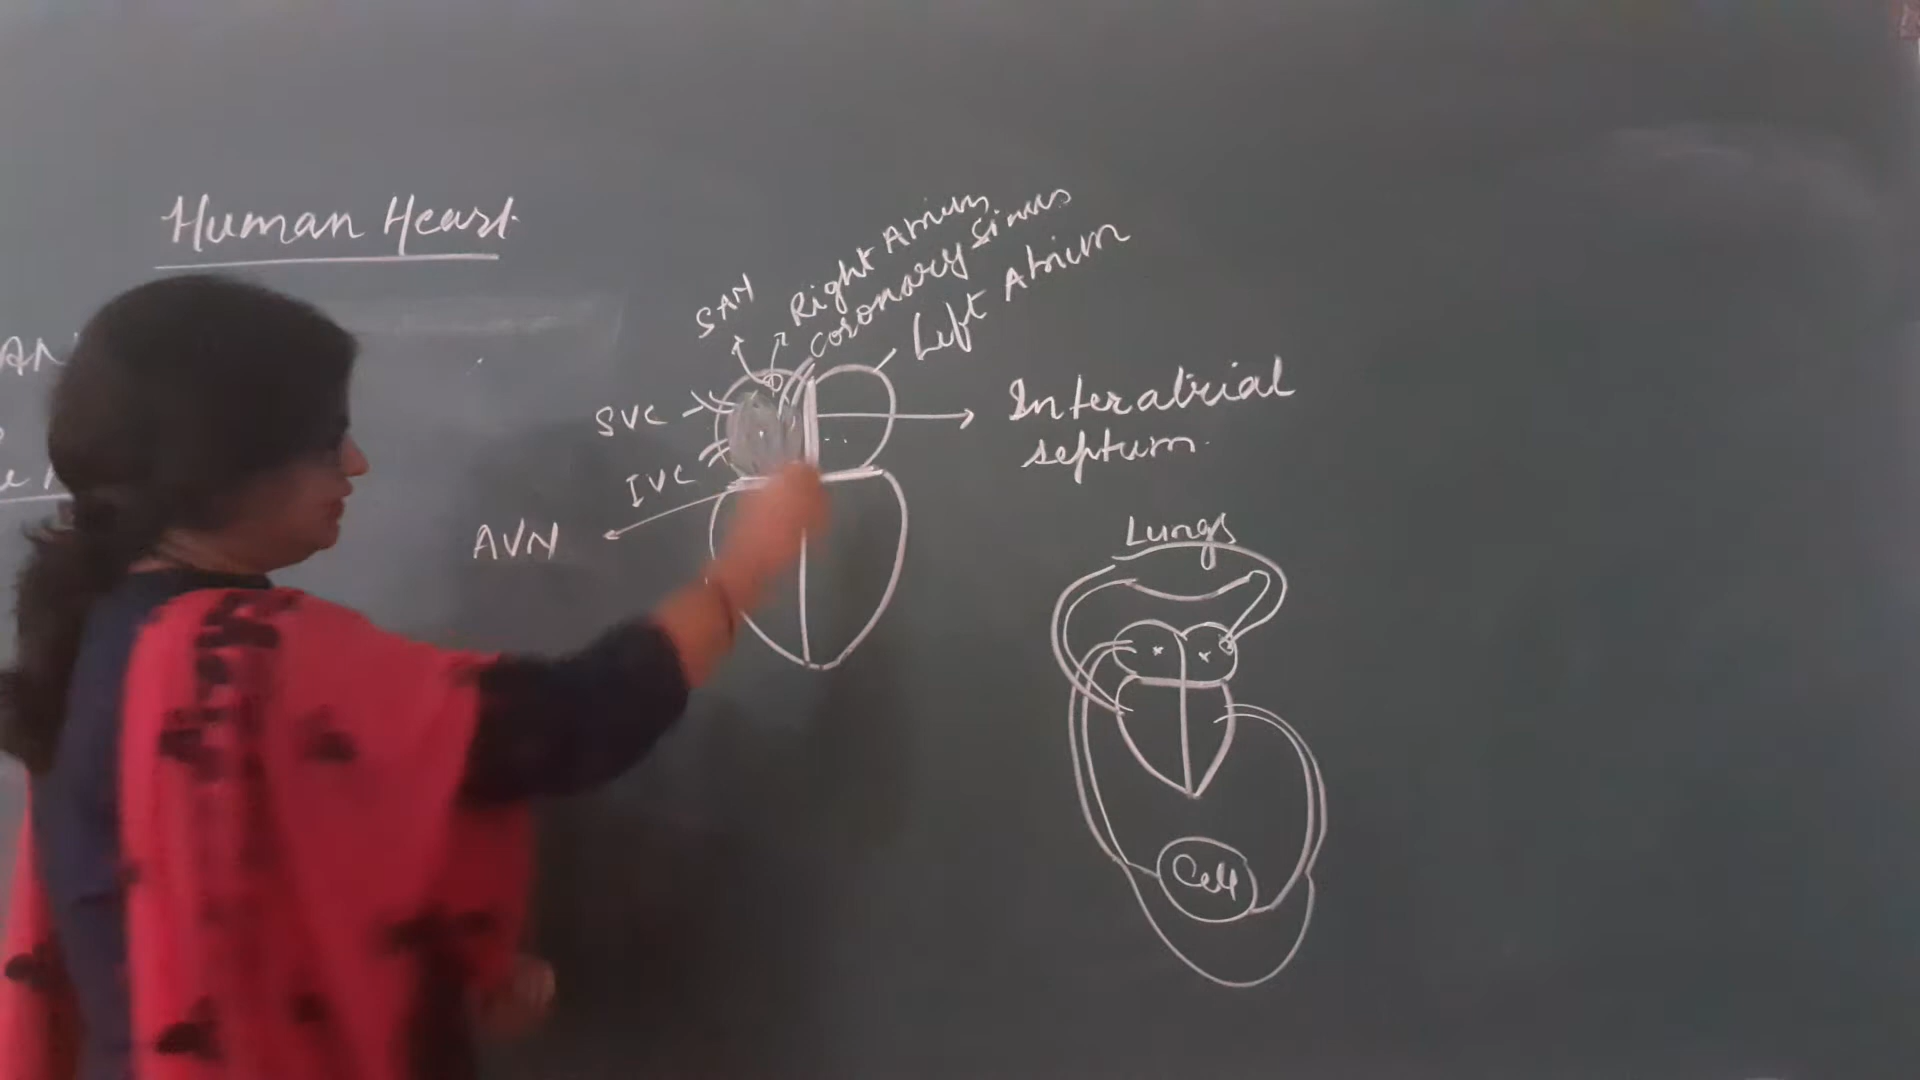 Human Heart
SAN
Right Atrium
coronary sinus
Left Atrium
SVC
Interatrial
septum.
IVC
AVN
Lungs
Cell